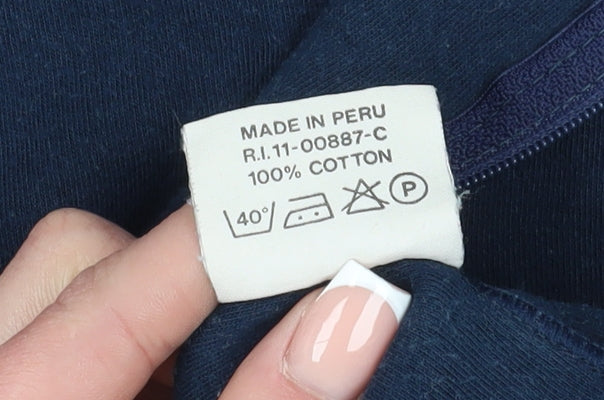 MADE IN PERU
R.I.11-00887-C
100% COTTON
40° P